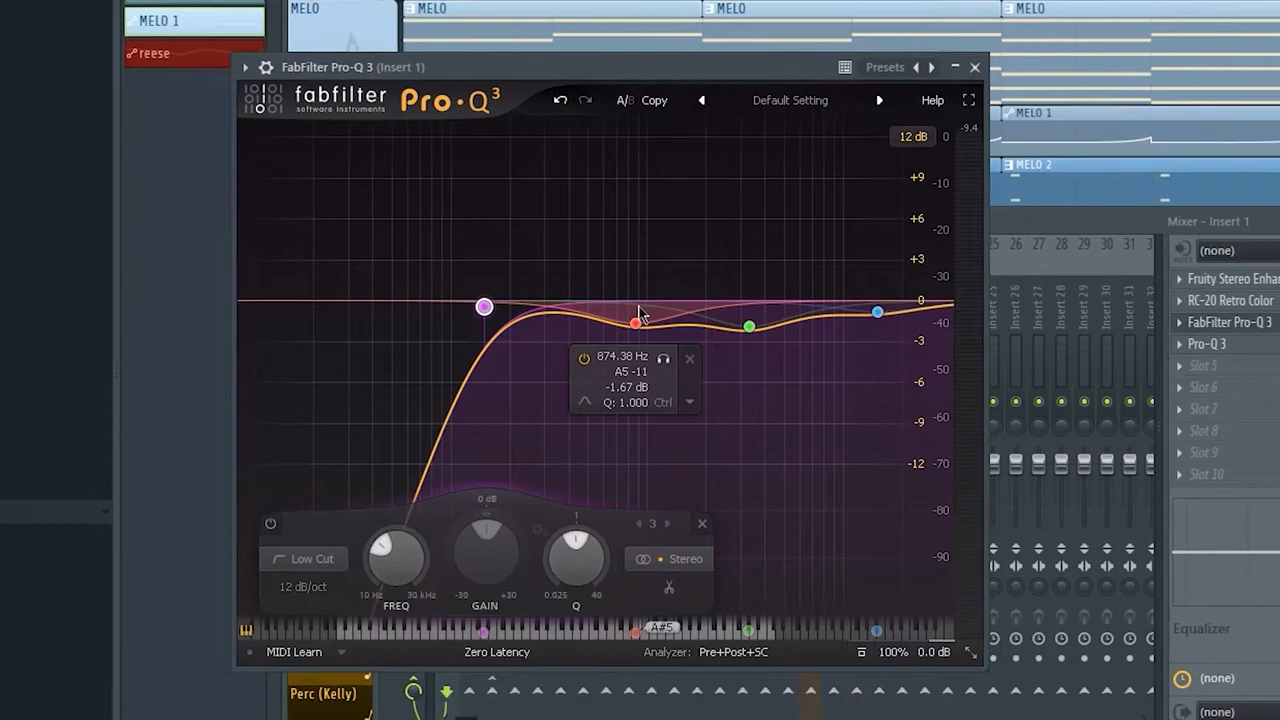 MELO
MELO
MELO
MELO
MELO 1
reese
FabFilter Pro-Q 3 (Insert 1)
Presets
fabfilter
software instruments
Pro·Q 3
A/B Copy
Default Setting
Help
12 dB
0
-9.4
+9
-10
+6
-20
+3
-30
0
-40
-3
-50
-6
-60
-9
-12
-70
-80
-90
874.38 Hz
A5 -11
-1.67 dB
Q: 1.000 Ctrl
0 dB
1
3
Low Cut
Stereo
12 dB/oct
10 Hz
30 kHz
-30
+30
0.025
40
FREQ
GAIN
Q
A#5
MIDI Learn
Zero Latency
Analyzer: Pre+Post+SC
100%
0.0 dB
MELO 1
MELO 2
Mixer - Insert 1
25 26 27 28 29 30 31
Insert 25
Insert 26
Insert 27
Insert 28
Insert 29
Insert 30
Insert 31
(none)
Fruity Stereo Enhan
RC-20 Retro Color
FabFilter Pro-Q 3
Pro-Q 3
Slot 5
Slot 6
Slot 7
Slot 8
Slot 9
Slot 10
Equalizer
(none)
(none)
Perc (Kelly)